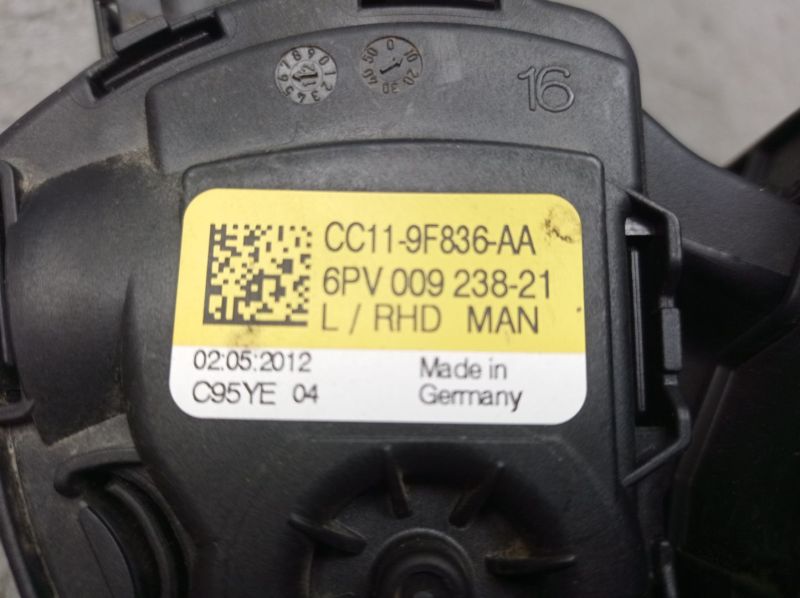 16
CC11-9F836-AA
6PV 009 238-21
L / RHD MAN
02:05:2012
C95YE 04
Made in
Germany